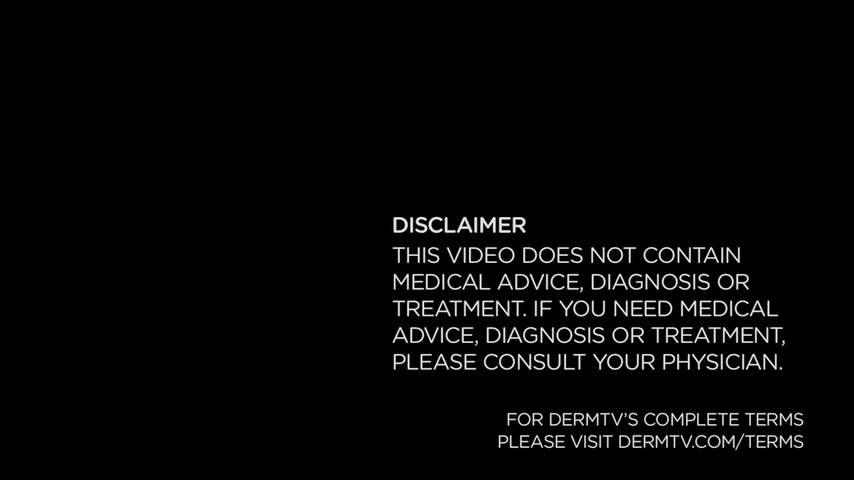 DISCLAIMER
THIS VIDEO DOES NOT CONTAIN
MEDICAL ADVICE, DIAGNOSIS OR
TREATMENT. IF YOU NEED MEDICAL
ADVICE, DIAGNOSIS OR TREATMENT,
PLEASE CONSULT YOUR PHYSICIAN.
FOR DERMTV'S COMPLETE TERMS
PLEASE VISIT DERMTV.COM/TERMS